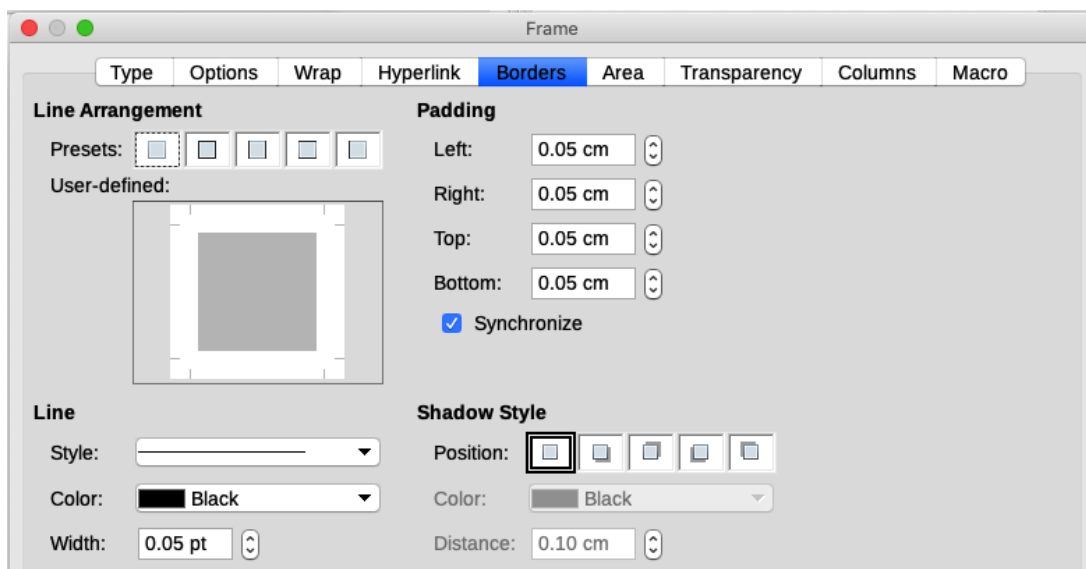 Frame
Type Options Wrap Hyperlink Borders Area Transparency Columns Macro
Line Arrangement
Presets:
User-defined:
Padding
Left: 0.05 cm
Right: 0.05 cm
Top: 0.05 cm
Bottom: 0.05 cm
Synchronize
Line
Style:
Color: Black
Width: 0.05 pt
Shadow Style
Position:
Color: Black
Distance: 0.10 cm